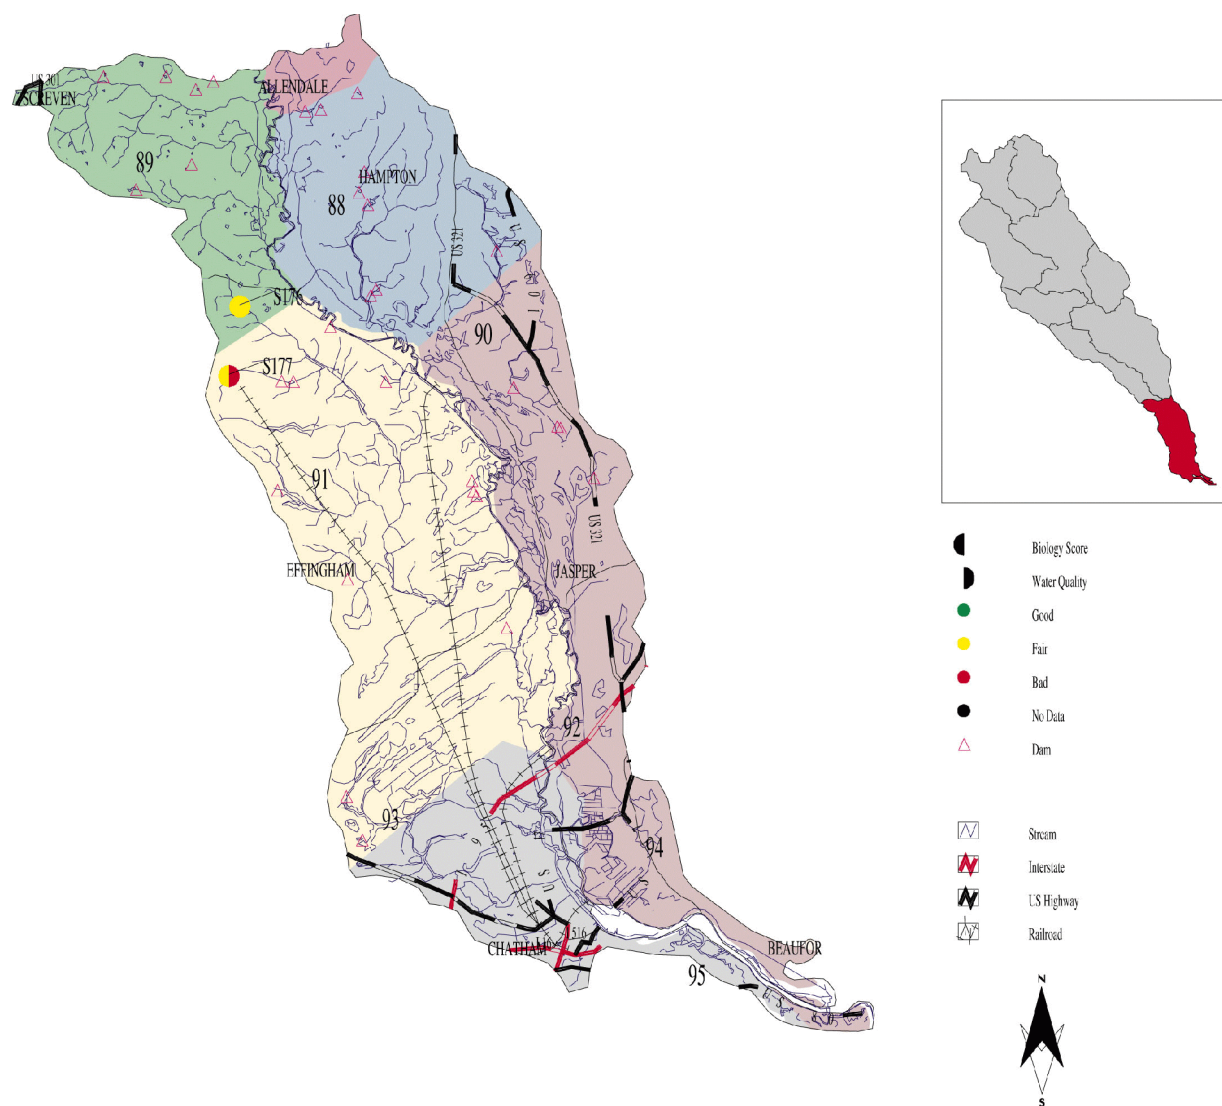 US 301
SCREVEN
ALLENDALE
89
HAMPTON
88
US 321
S176
90
S177
91
US 321
EFFINGHAM
JASPER
92
93
94
U S
516
CHATHAM
BEAUFOR
95
U S
Biology Score
Water Quality
Good
Fair
Bad
No Data
Dam
Stream
Interstate
US Highway
Railroad
N
S